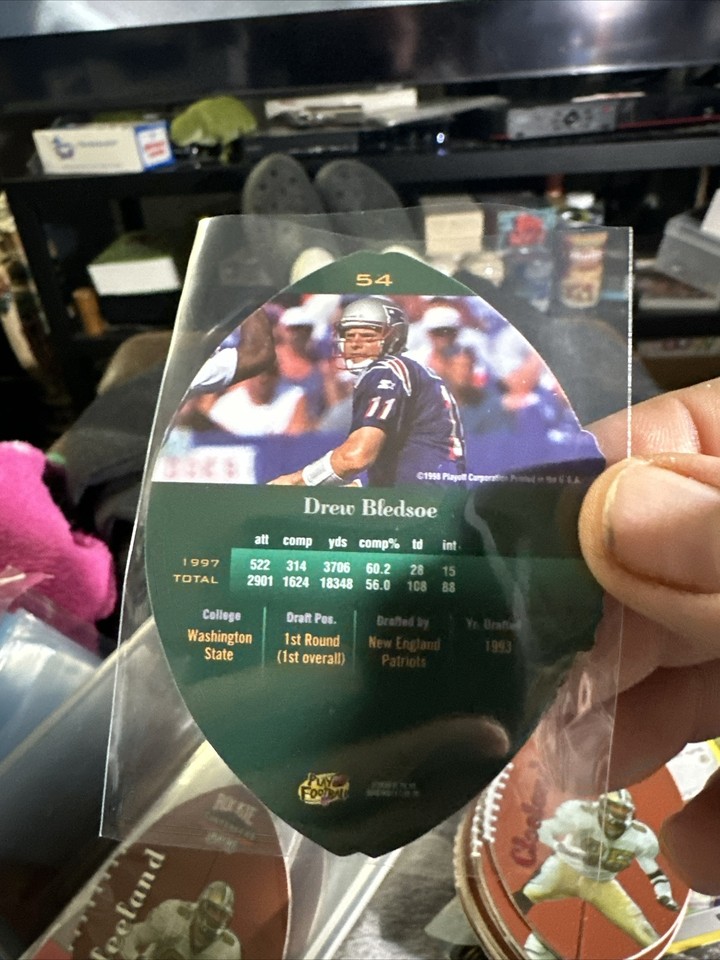 54
11
©1998 Playoff Corporation Printed in the U.S.A.
Drew Bledsoe
att comp yds comp% td int
1997 522 314 3706 60.2 28 15
TOTAL 2901 1624 18348 56.0 108 88
College Draft Pos. Drafted by Yr. Drafted
Washington State 1st Round (1st overall) New England Patriots 1993
PLAY FOOTBALL